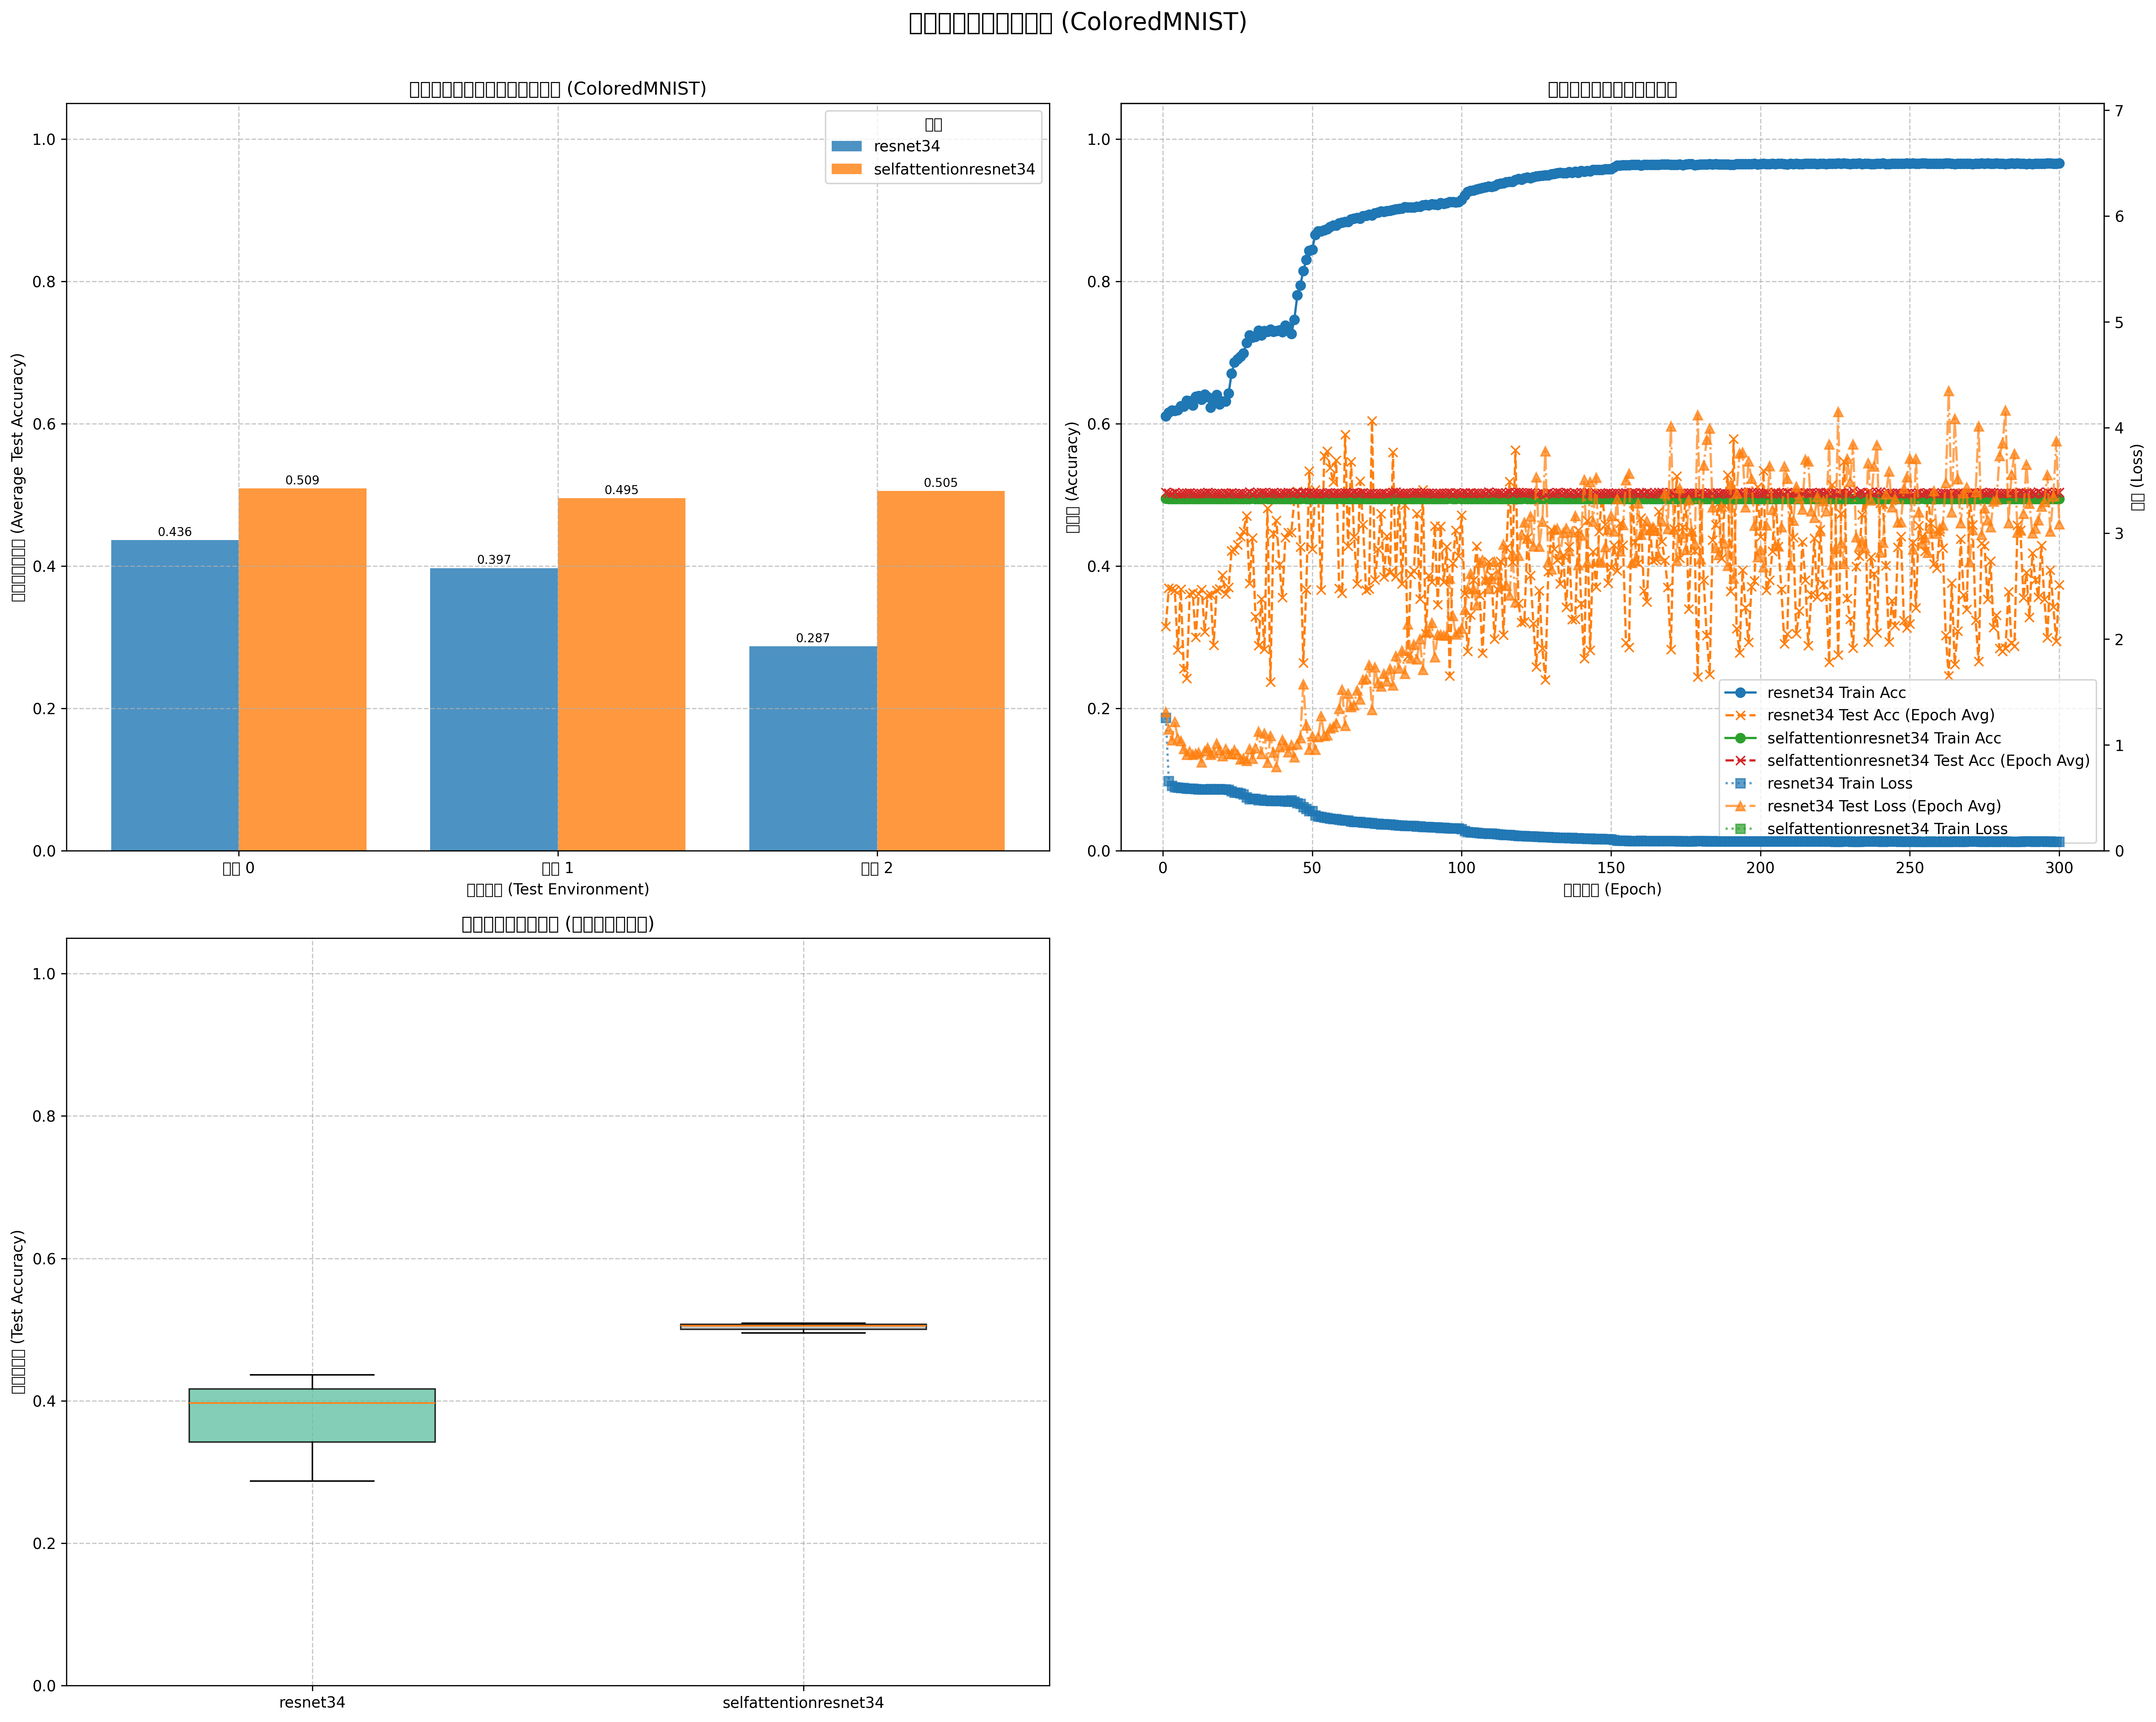 (ColoredMNIST)
(ColoredMNIST)
resnet34
selfattentionresnet34
1.0
0.8
0.6
0.4
0.2
0.0
(Average Test Accuracy)
0.436
0.509
0.397
0.495
0.287
0.505
0
1
2
(Test Environment)
1.0
0.8
0.6
0.4
0.2
0.0
(Accuracy)
7
6
5
4
3
2
1
0
(Loss)
resnet34 Train Acc
resnet34 Test Acc (Epoch Avg)
selfattentionresnet34 Train Acc
selfattentionresnet34 Test Acc (Epoch Avg)
resnet34 Train Loss
resnet34 Test Loss (Epoch Avg)
selfattentionresnet34 Train Loss
0
50
100
150
200
250
300
(Epoch)
1.0
0.8
0.6
0.4
0.2
0.0
(Test Accuracy)
resnet34
selfattentionresnet34